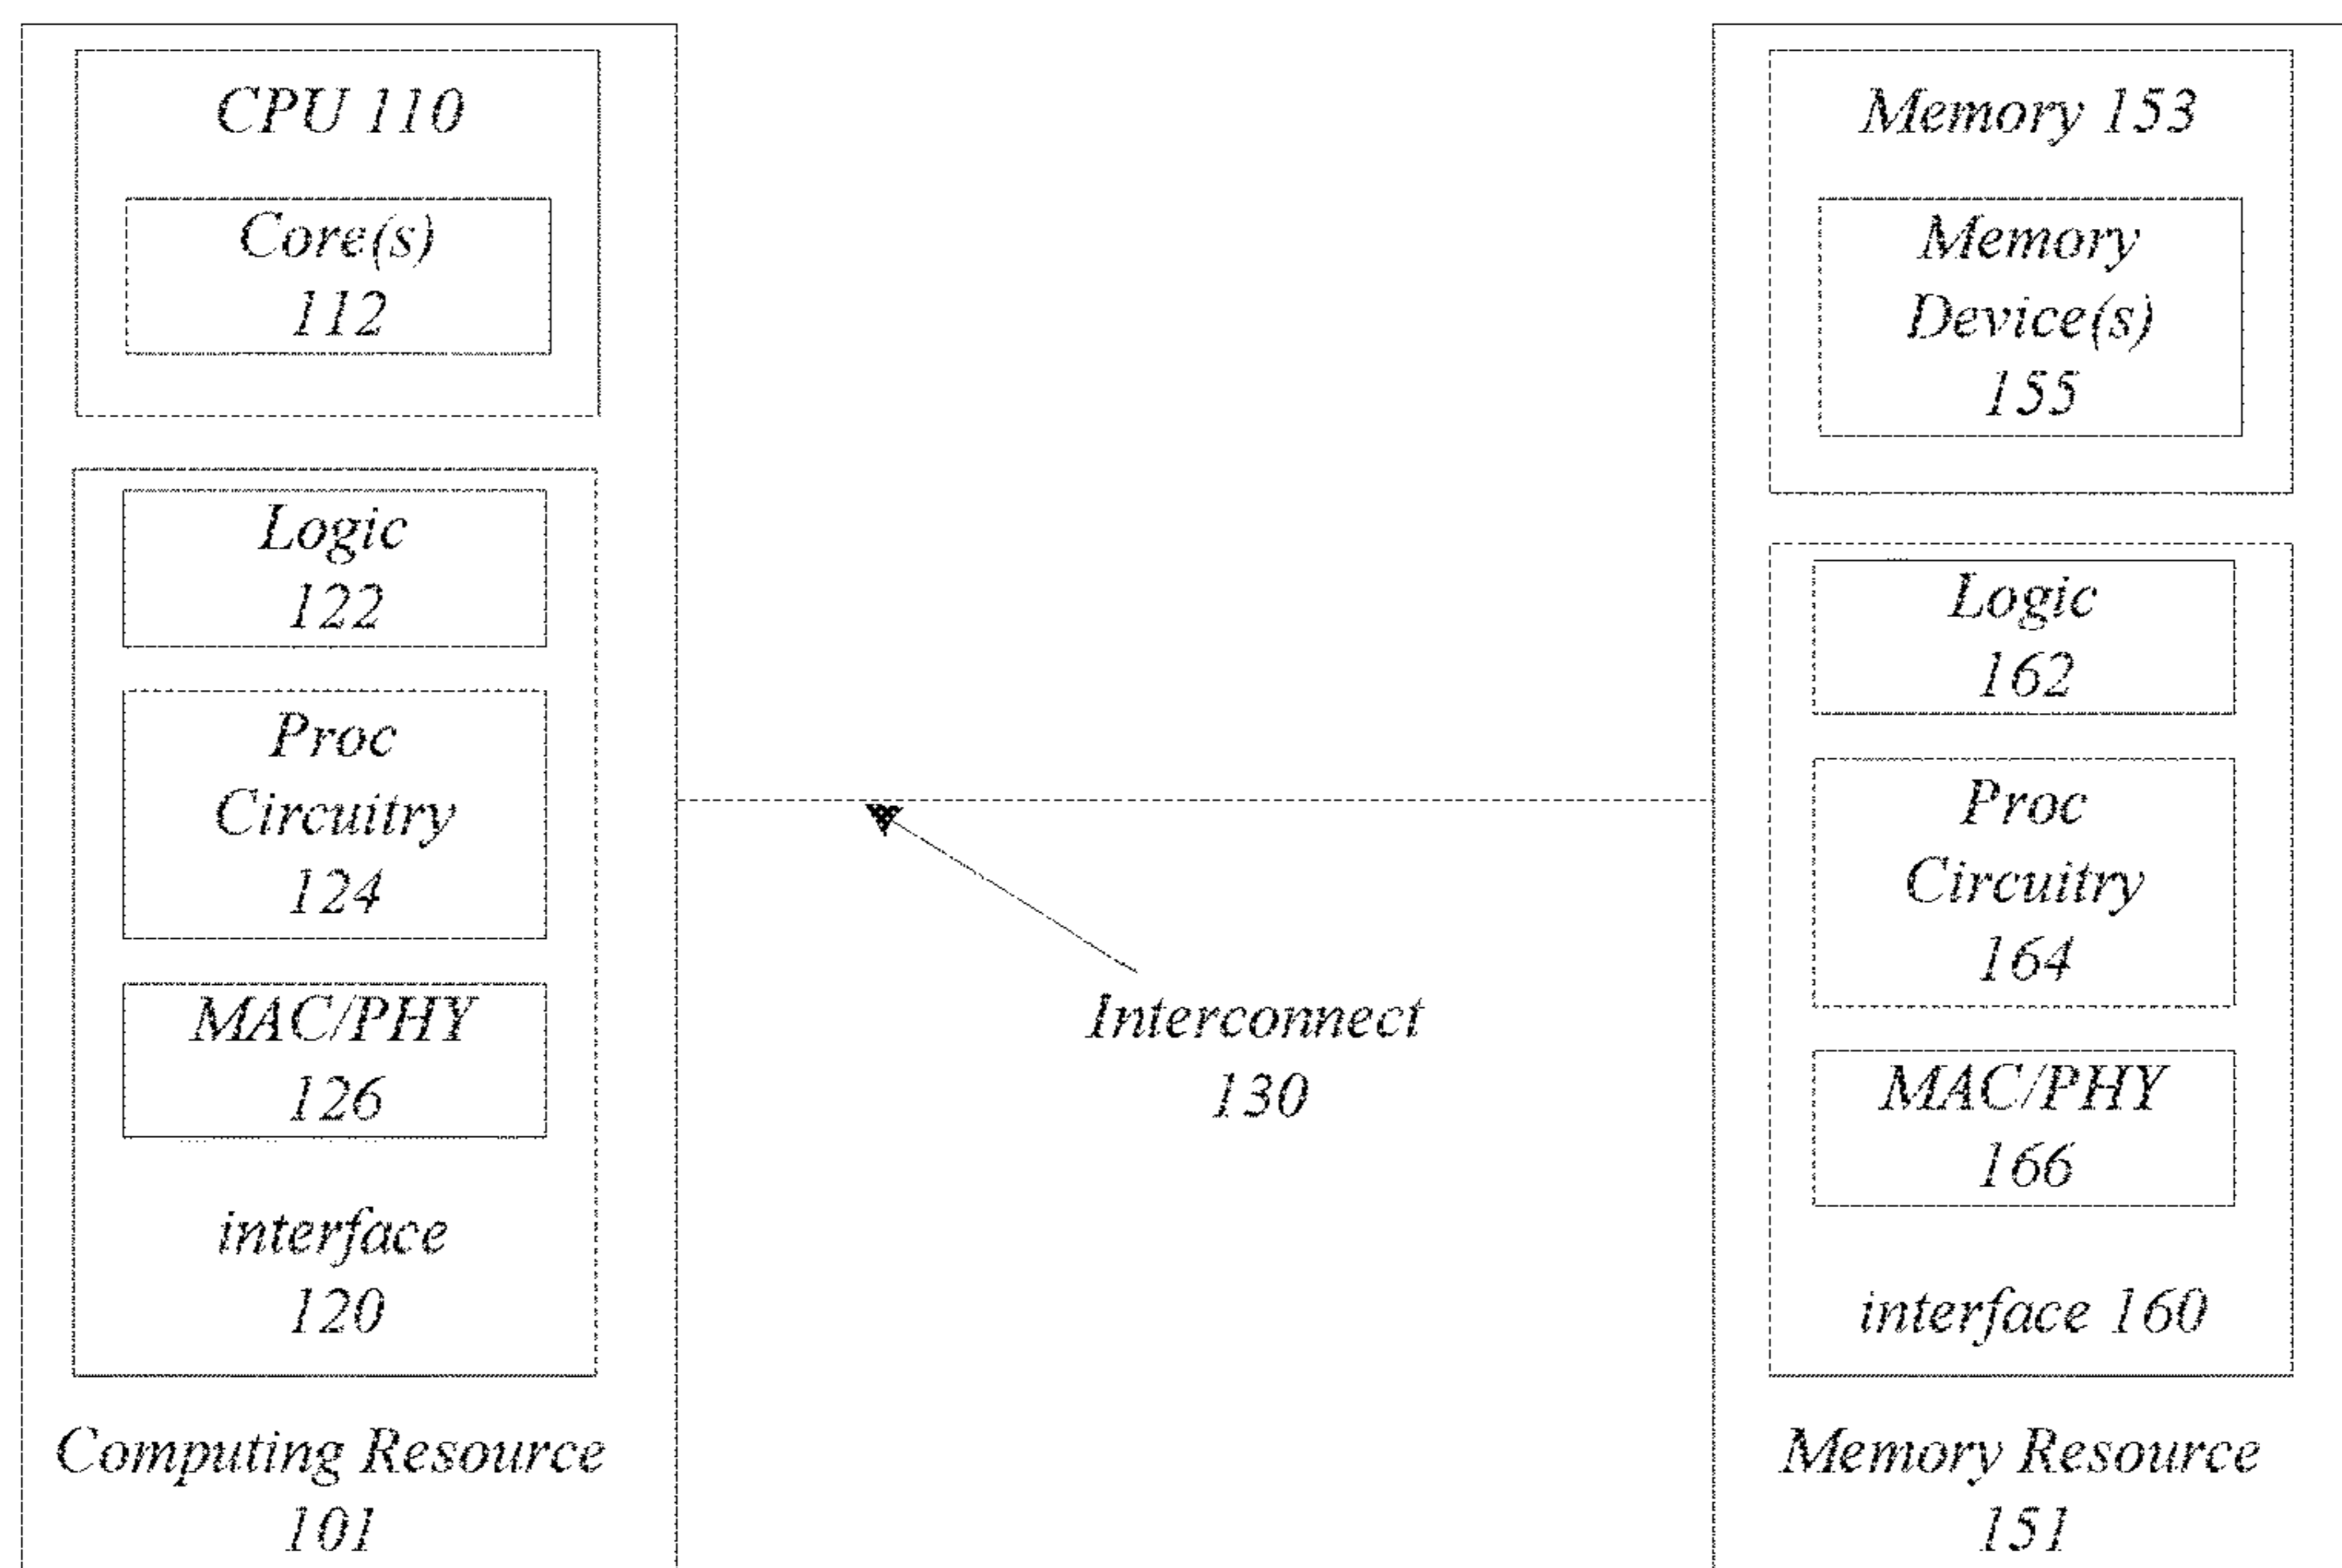 CPU 110
Core(s)
112
Logic
122
Proc
Circuitry
124
MAC/PHY
126
interface
120
Computing Resource
101
Interconnect
130
Memory 153
Memory
Device(s)
155
Logic
162
Proc
Circuitry
164
MAC/PHY
166
interface 160
Memory Resource
151